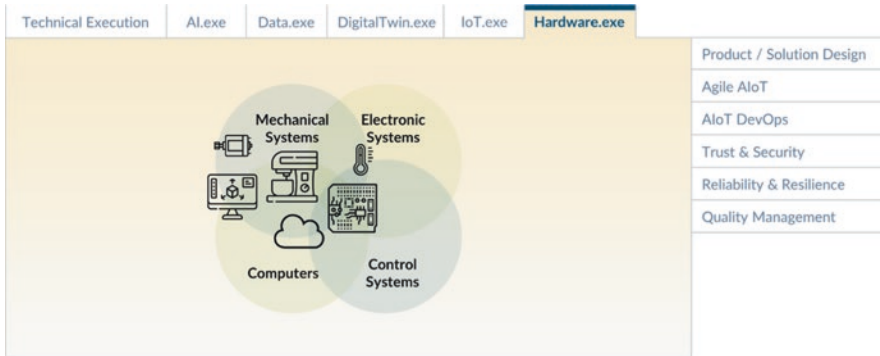 Technical Execution AI.exe Data.exe DigitalTwin.exe IoT.exe Hardware.exe
Product / Solution Design
Agile AIoT
AIoT DevOps
Trust & Security
Reliability & Resilience
Quality Management
Mechanical
Systems
Electronic
Systems
Computers
Control
Systems